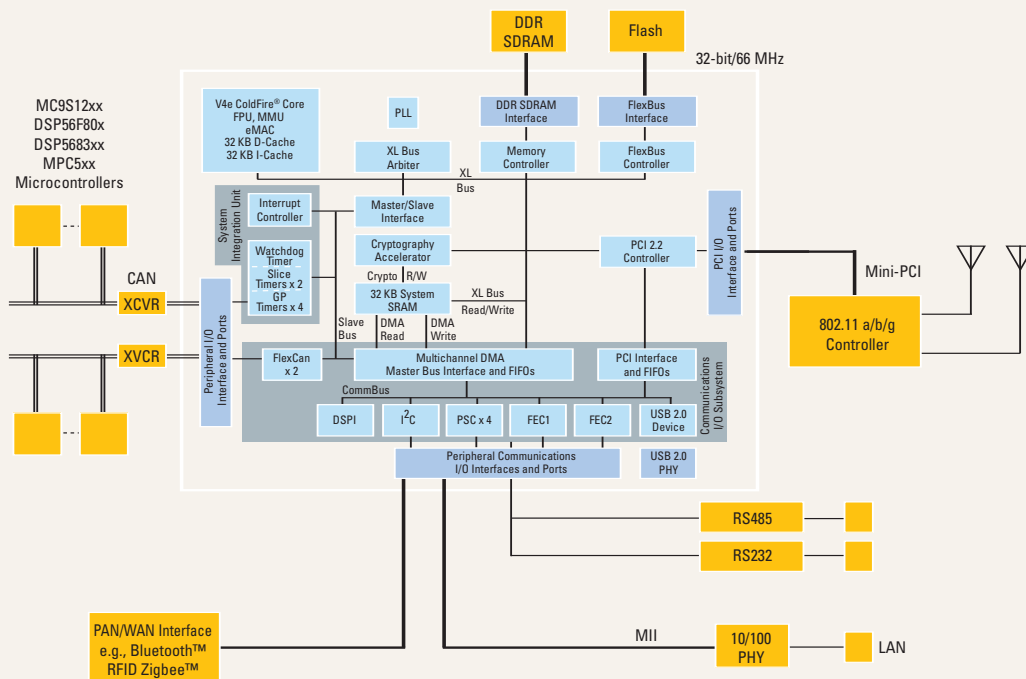 DDR
SDRAM
Flash
32-bit/66 MHz
MC9S12xx
DSP56F80x
DSP5683xx
MPC5xx
Microcontrollers
V4e ColdFire® Core
FPU, MMU
eMAC
32 KB D-Cache
32 KB I-Cache
PLL
DDR SDRAM
Interface
FlexBus
Interface
XL Bus
Arbiter
Memory
Controller
FlexBus
Controller
XL
Bus
System
Integration Unit
Interrupt
Controller
Master/Slave
Interface
Watchdog
Timer
Slice
Timers x 2
GP
Timers x 4
Cryptography
Accelerator
PCI 2.2
Controller
PCI I/O
Interface and Ports
Mini-PCI
Crypto
R/W
32 KB System
SRAM
XL Bus
Read/Write
CAN
XCVR
XVCR
Peripheral I/O
Interface and Ports
Slave
Bus
DMA
Read
DMA
Write
802.11 a/b/g
Controller
FlexCan
x 2
Multichannel DMA
Master Bus Interface and FIFOs
PCI Interface
and FIFOs
Communications
I/O Subsystem
CommBus
DSPI
I2C
PSC x 4
FEC1
FEC2
USB 2.0
Device
Peripheral Communications
I/O Interfaces and Ports
USB 2.0
PHY
RS485
RS232
PAN/WAN Interface
e.g., Bluetooth™
RFID Zigbee™
MII
10/100
PHY
LAN